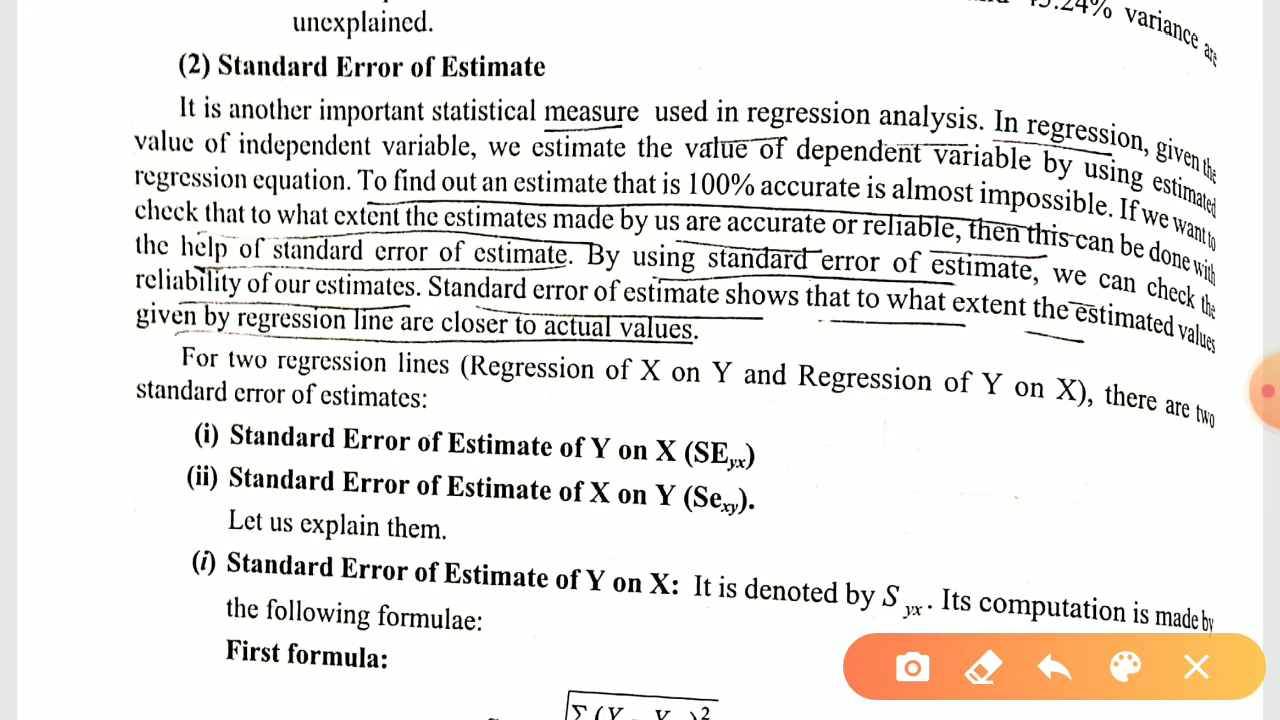 45.24% variance are
unexplained.
(2) Standard Error of Estimate
It is another important statistical measure used in regression analysis. In regression, given the
value of independent variable, we estimate the value of dependent variable by using estimated
regression equation. To find out an estimate that is 100% accurate is almost impossible. If we want to
check that to what extent the estimates made by us are accurate or reliable, then this can be done with
the help of standard error of estimate. By using standard error of estimate, we can check the
reliability of our estimates. Standard error of estimate shows that to what extent the estimated values
given by regression line are closer to actual values.
For two regression lines (Regression of X on Y and Regression of Y on X), there are two
standard error of estimates:
(i) Standard Error of Estimate of Y on X (SEyx)
(ii) Standard Error of Estimate of X on Y (Sexy).
Let us explain them.
(i) Standard Error of Estimate of Y on X: It is denoted by S yx. Its computation is made by
the following formulae:
First formula: